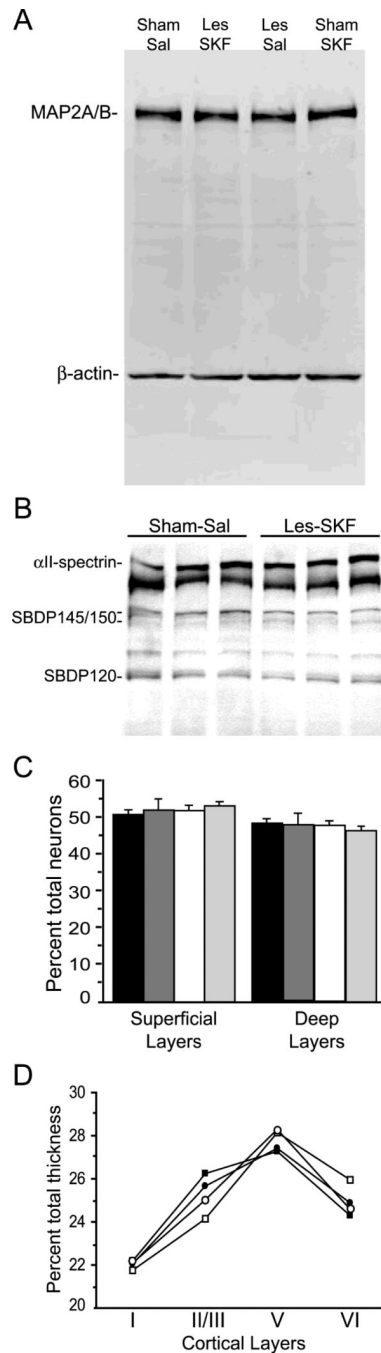 A
Sham Les Les Sham
Sal SKF Sal SKF
MAP2A/B-
β-actin-
B
Sham-Sal Les-SKF
αII-spectrin-
SBDP145/150-
SBDP120-
C
Percent total neurons
60
50
40
30
20
10
0
Superficial Deep
Layers Layers
D
Percent total thickness
28
26
24
22
20
I II/III V VI
Cortical Layers